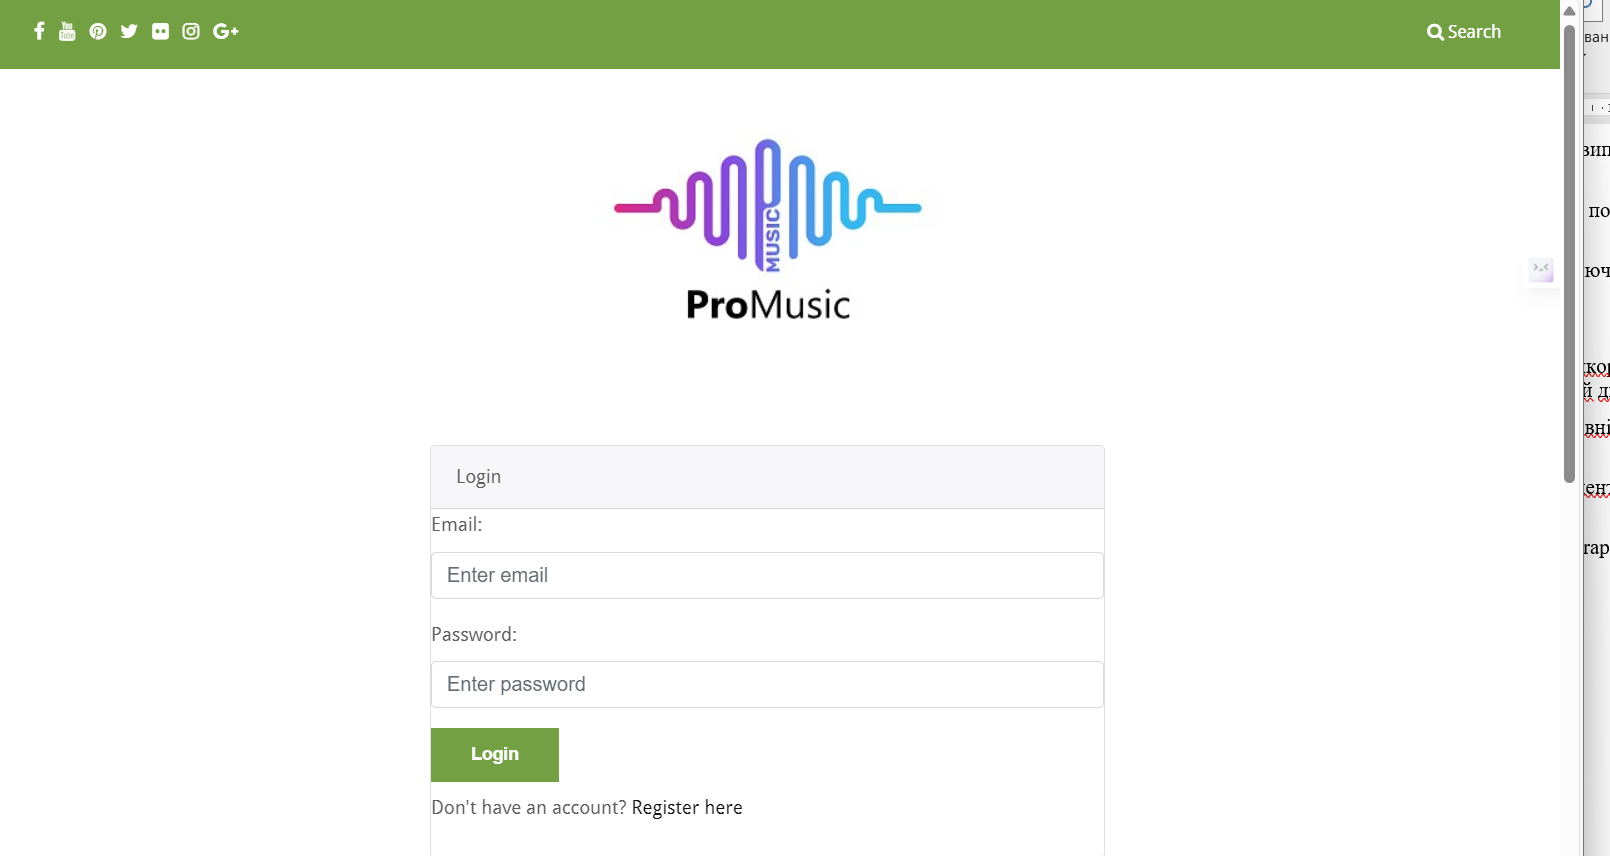 Search
MUSIC
ProMusic
Login
Email:
Enter email
Password:
Enter password
Login
Don't have an account? Register here